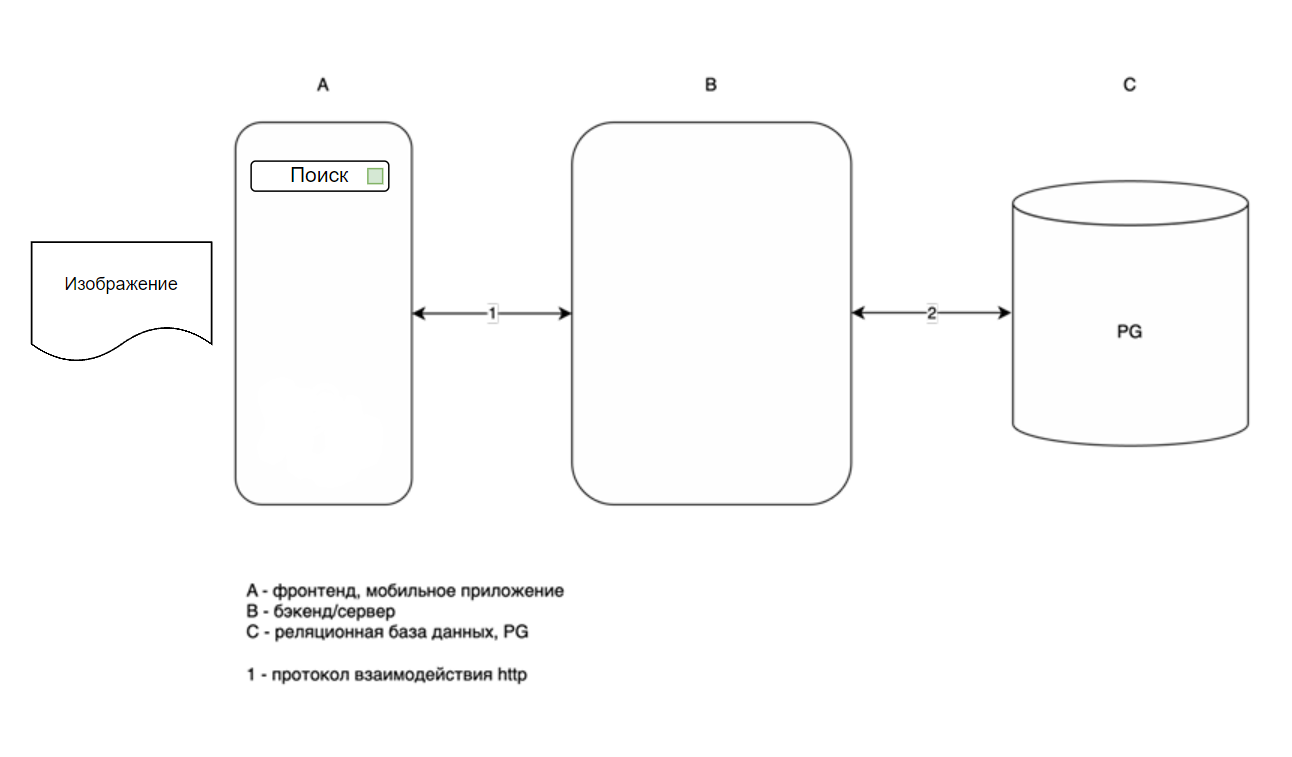 A
B
C
Поиск
Изображение
1
2
PG
A - фронтенд, мобильное приложение
B - бэкенд/сервер
C - реляционная база данных, PG
1 - протокол взаимодействия http